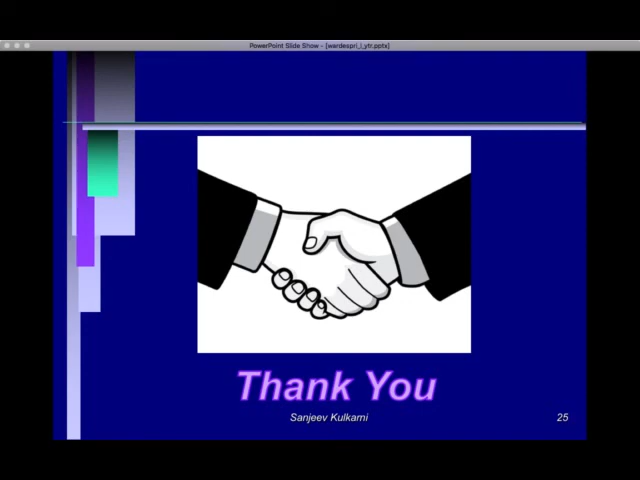 PowerPoint Slide Show - [wardespri_i_ytr.pptx]
Thank You
Sanjeev Kulkarni
25